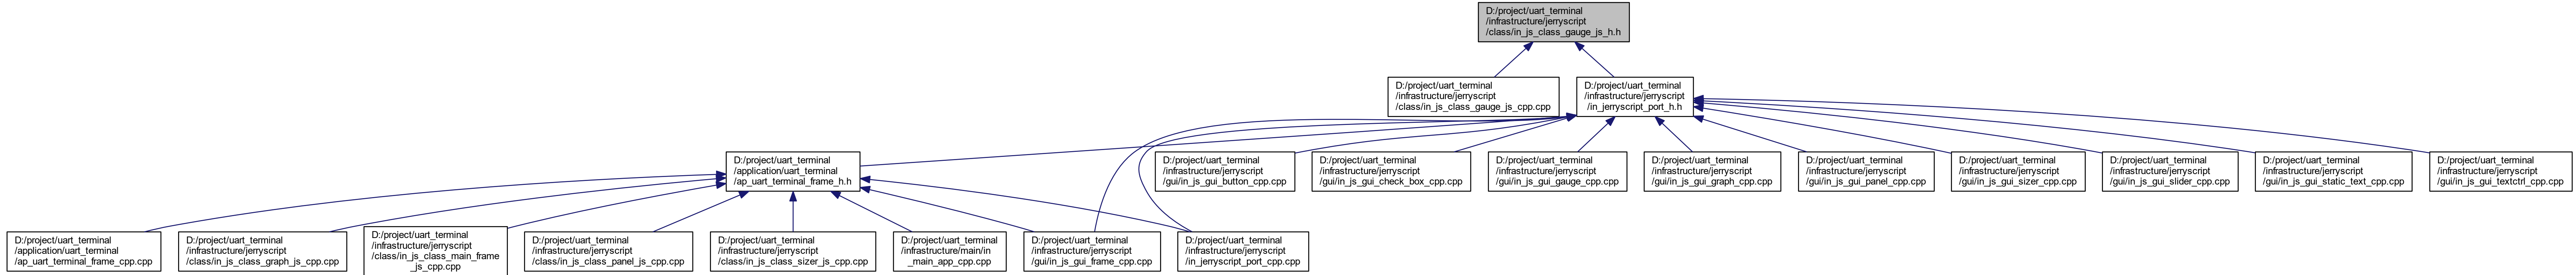 D:/project/uart_terminal
/infrastructure/jerryscript
/class/in_js_class_gauge_js_h.h
D:/project/uart_terminal
/infrastructure/jerryscript
/class/in_js_class_gauge_js_cpp.cpp
D:/project/uart_terminal
/infrastructure/jerryscript
/in_jerryscript_port_h.h
D:/project/uart_terminal
/application/uart_terminal
/ap_uart_terminal_frame_h.h
D:/project/uart_terminal
/infrastructure/jerryscript
/gui/in_js_gui_button_cpp.cpp
D:/project/uart_terminal
/infrastructure/jerryscript
/gui/in_js_gui_check_box_cpp.cpp
D:/project/uart_terminal
/infrastructure/jerryscript
/gui/in_js_gui_gauge_cpp.cpp
D:/project/uart_terminal
/infrastructure/jerryscript
/gui/in_js_gui_graph_cpp.cpp
D:/project/uart_terminal
/infrastructure/jerryscript
/gui/in_js_gui_panel_cpp.cpp
D:/project/uart_terminal
/infrastructure/jerryscript
/gui/in_js_gui_sizer_cpp.cpp
D:/project/uart_terminal
/infrastructure/jerryscript
/gui/in_js_gui_slider_cpp.cpp
D:/project/uart_terminal
/infrastructure/jerryscript
/gui/in_js_gui_static_text_cpp.cpp
D:/project/uart_terminal
/infrastructure/jerryscript
/gui/in_js_gui_textctrl_cpp.cpp
D:/project/uart_terminal
/application/uart_terminal
/ap_uart_terminal_frame_cpp.cpp
D:/project/uart_terminal
/infrastructure/jerryscript
/class/in_js_class_graph_js_cpp.cpp
D:/project/uart_terminal
/infrastructure/jerryscript
/class/in_js_class_main_frame
_js_cpp.cpp
D:/project/uart_terminal
/infrastructure/jerryscript
/class/in_js_class_panel_js_cpp.cpp
D:/project/uart_terminal
/infrastructure/jerryscript
/class/in_js_class_sizer_js_cpp.cpp
D:/project/uart_terminal
/infrastructure/main/in
_main_app_cpp.cpp
D:/project/uart_terminal
/infrastructure/jerryscript
/gui/in_js_gui_frame_cpp.cpp
D:/project/uart_terminal
/infrastructure/jerryscript
/in_jerryscript_port_cpp.cpp